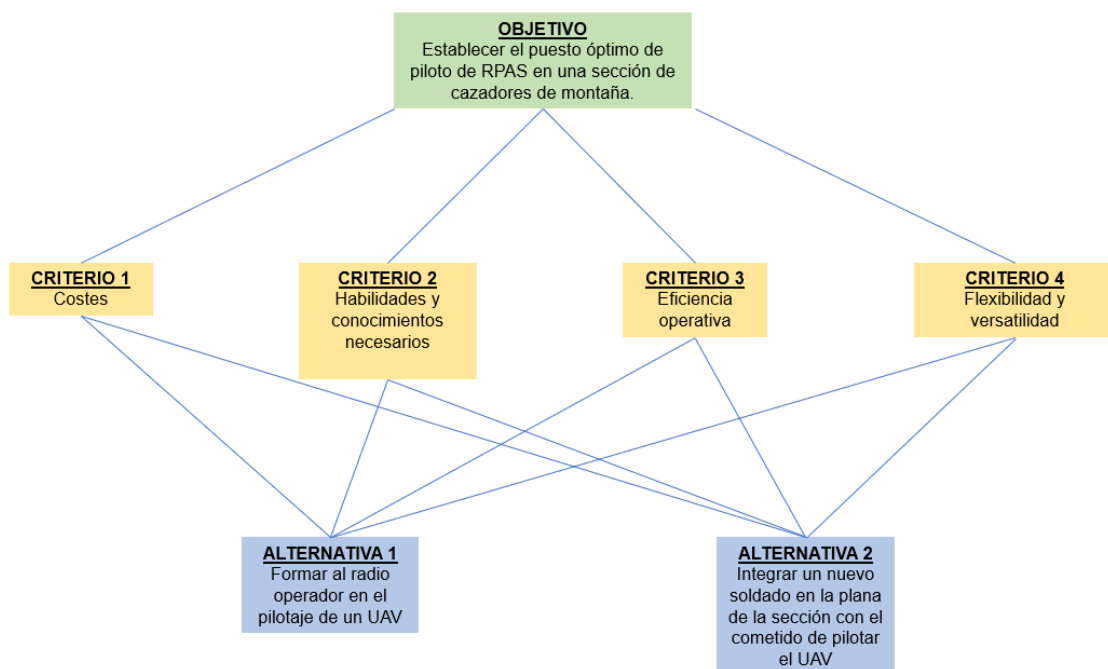 OBJETIVO
Establecer el puesto óptimo de
piloto de RPAS en una sección de
cazadores de montaña.
CRITERIO 1
Costes
CRITERIO 2
Habilidades y
conocimientos
necesarios
CRITERIO 3
Eficiencia
operativa
CRITERIO 4
Flexibilidad y
versatilidad
ALTERNATIVA 1
Formar al radio
operador en el
pilotaje de un UAV
ALTERNATIVA 2
Integrar un nuevo
soldado en la plana
de la sección con el
cometido de pilotar
el UAV